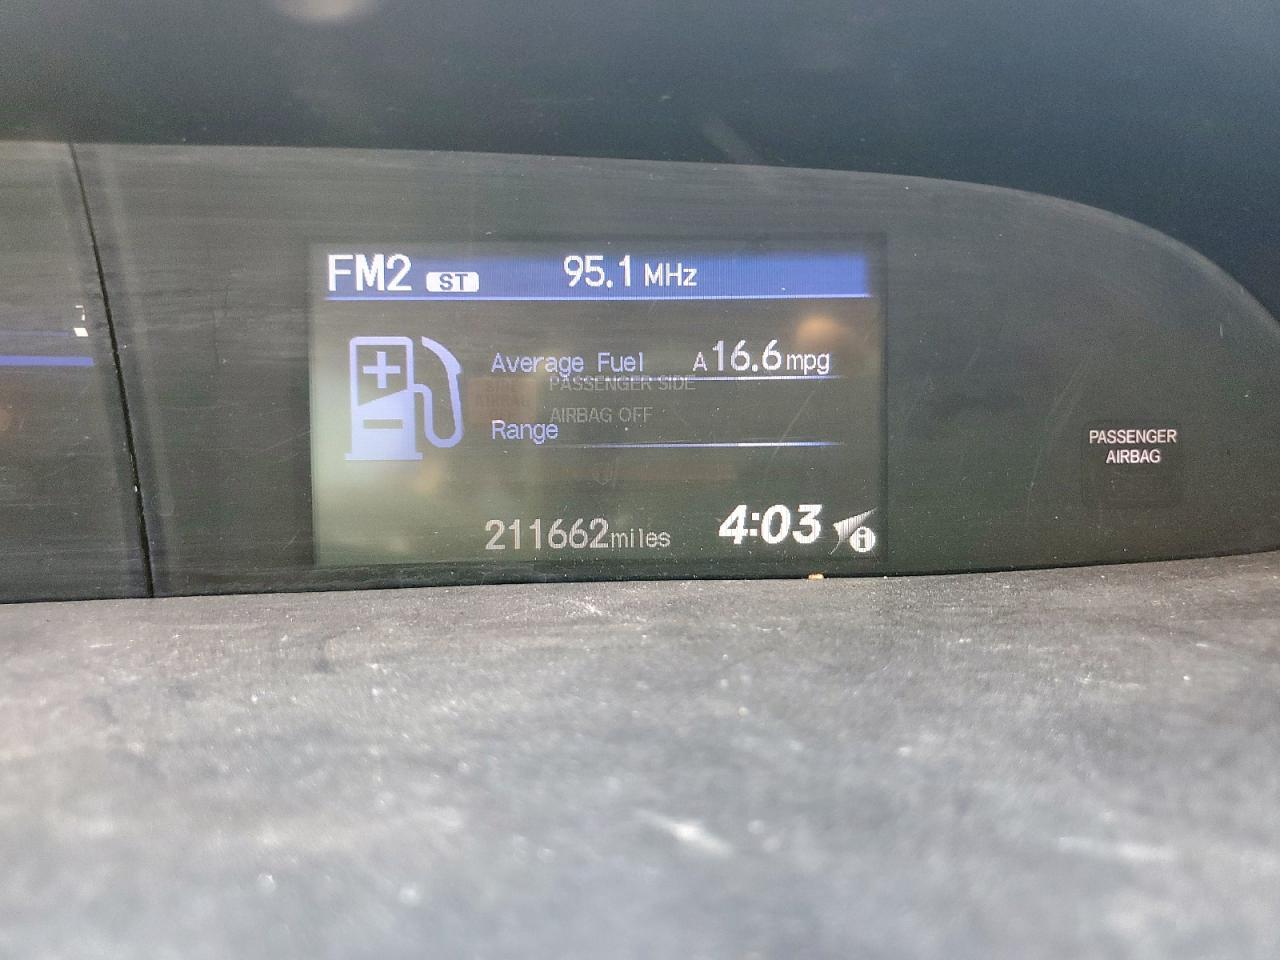 FM2 ST 95.1 MHz
Average Fuel A 16.6 mpg
PASSENGER SIDE
AIRBAG OFF
Range
211662 miles 4:03 i
PASSENGER
AIRBAG